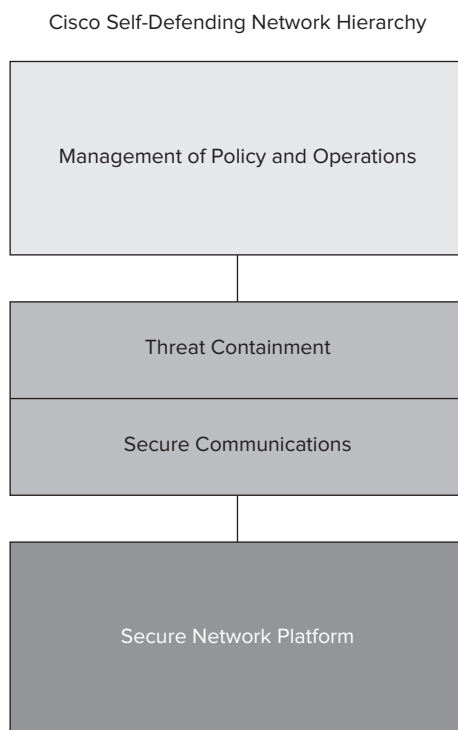 Cisco Self-Defending Network Hierarchy
Management of Policy and Operations
Threat Containment
Secure Communications
Secure Network Platform